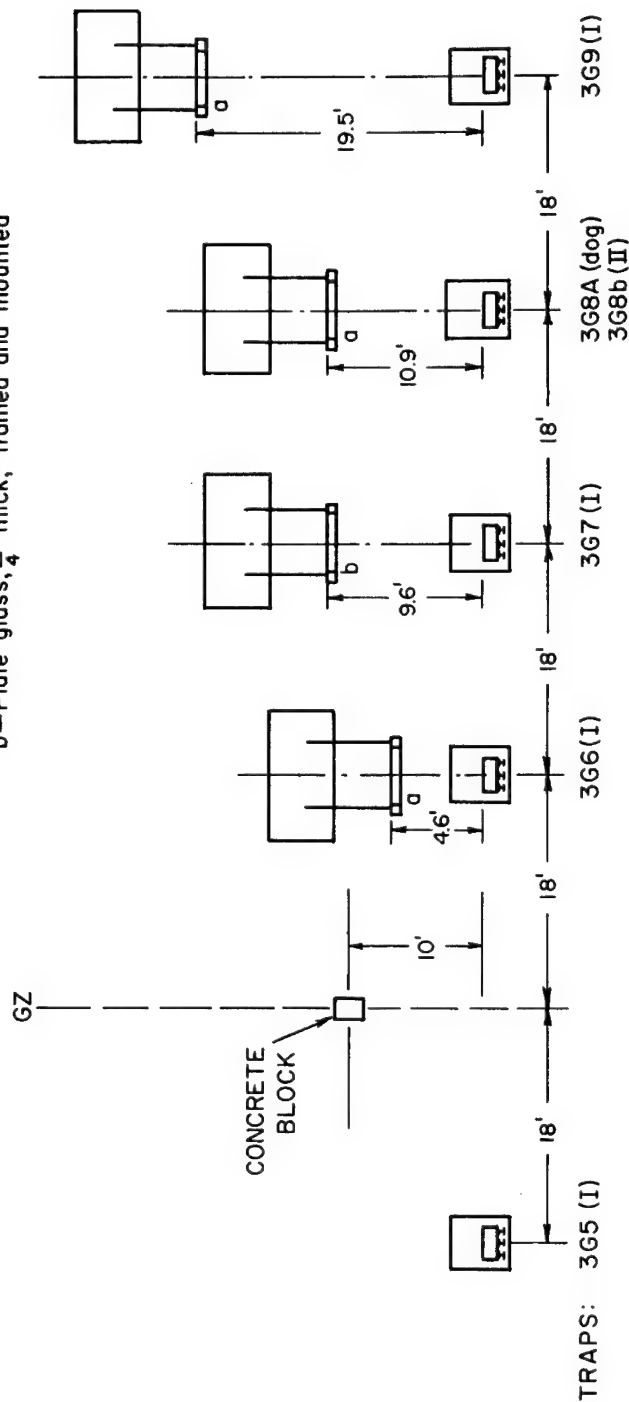 b—Plate glass, 1/4" thick, framed and mounted
GZ
CONCRETE
BLOCK
10'
a
4.6'
b
9.6'
a
10.9'
a
19.5'
18'
18'
18'
18'
18'
TRAPS: 3G5 (I)
3G6 (I)
3G7 (I)
3G8A (dog)
3G8b (II)
3G9 (I)